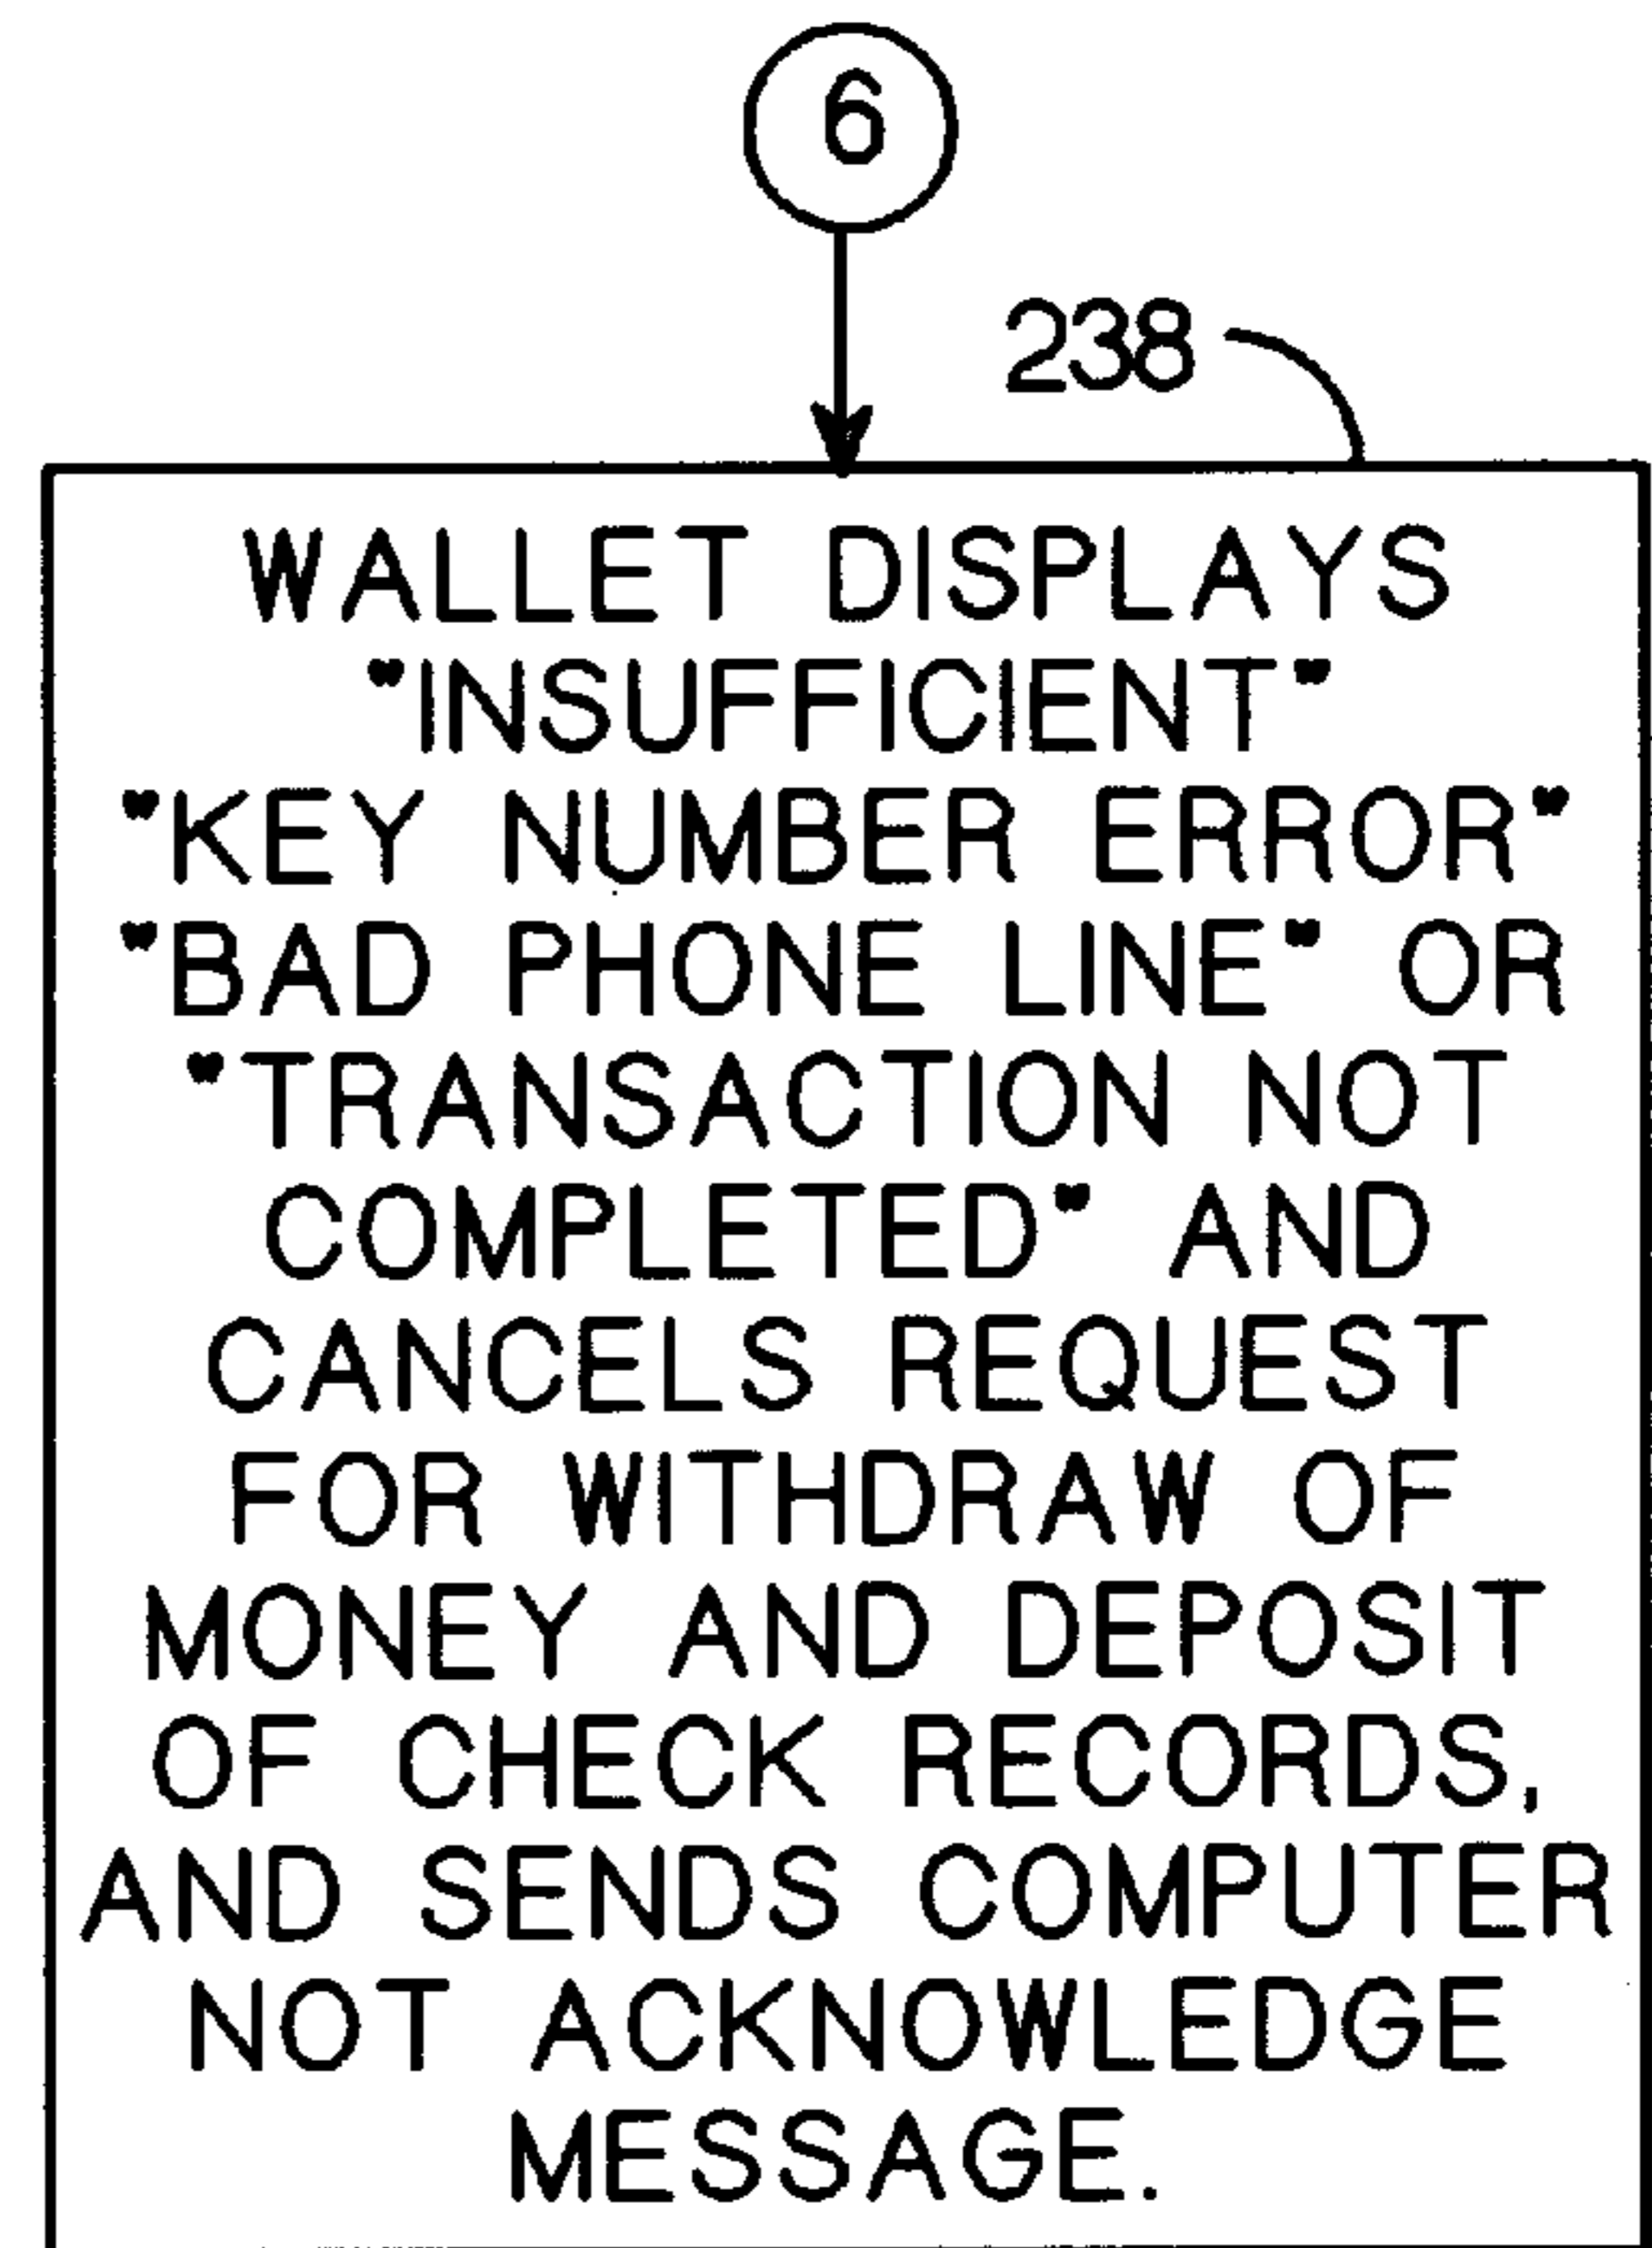 6
238
WALLET DISPLAYS
"INSUFFICIENT"
"KEY NUMBER ERROR"
"BAD PHONE LINE" OR
"TRANSACTION NOT
COMPLETED" AND
CANCELS REQUEST
FOR WITHDRAW OF
MONEY AND DEPOSIT
OF CHECK RECORDS,
AND SENDS COMPUTER
NOT ACKNOWLEDGE
MESSAGE.